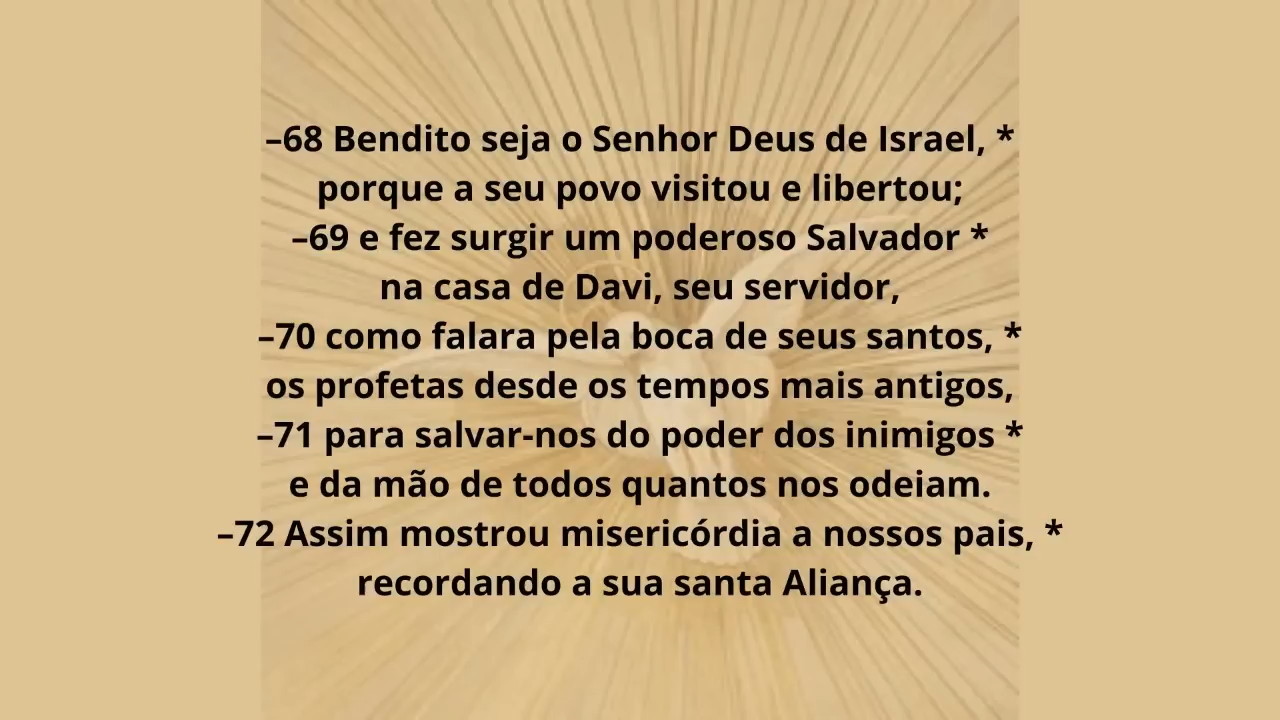 –68 Bendito seja o Senhor Deus de Israel, *
porque a seu povo visitou e libertou;
–69 e fez surgir um poderoso Salvador *
na casa de Davi, seu servidor,
–70 como falara pela boca de seus santos, *
os profetas desde os tempos mais antigos,
–71 para salvar-nos do poder dos inimigos *
e da mão de todos quantos nos odeiam.
–72 Assim mostrou misericórdia a nossos pais, *
recordando a sua santa Aliança.